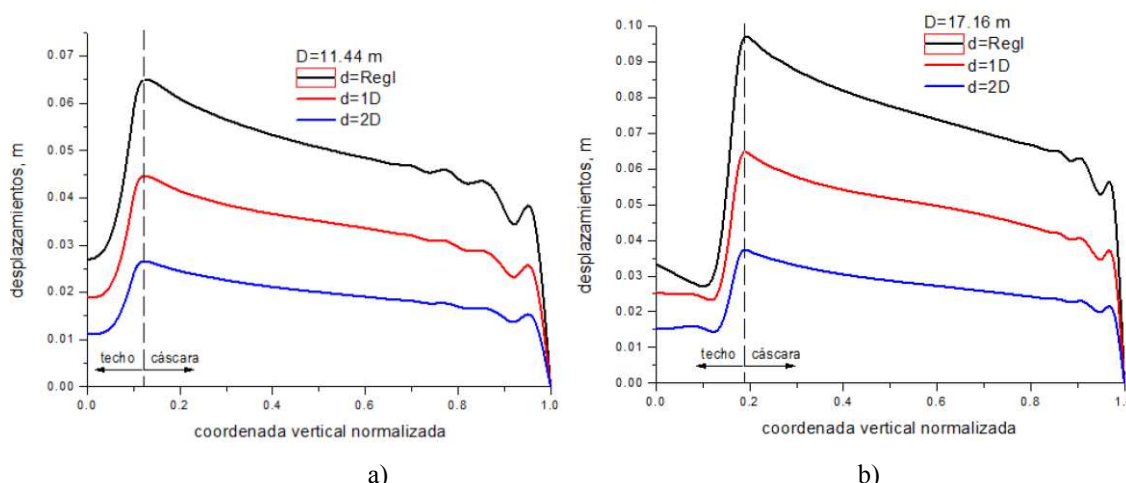 D=11.44 m
d=Regl
d=1D
d=2D
0.07
0.06
0.05
0.04
0.03
0.02
0.01
0.00
desplazamientos, m
techo
cáscara
0.0 0.2 0.4 0.6 0.8 1.0
coordenada vertical normalizada
a)
D=17.16 m
d=Regl
d=1D
d=2D
0.10
0.09
0.08
0.07
0.06
0.05
0.04
0.03
0.02
0.01
0.00
desplazamientos, m
techo
cáscara
0.0 0.2 0.4 0.6 0.8
coordenada vertical normalizada
b)